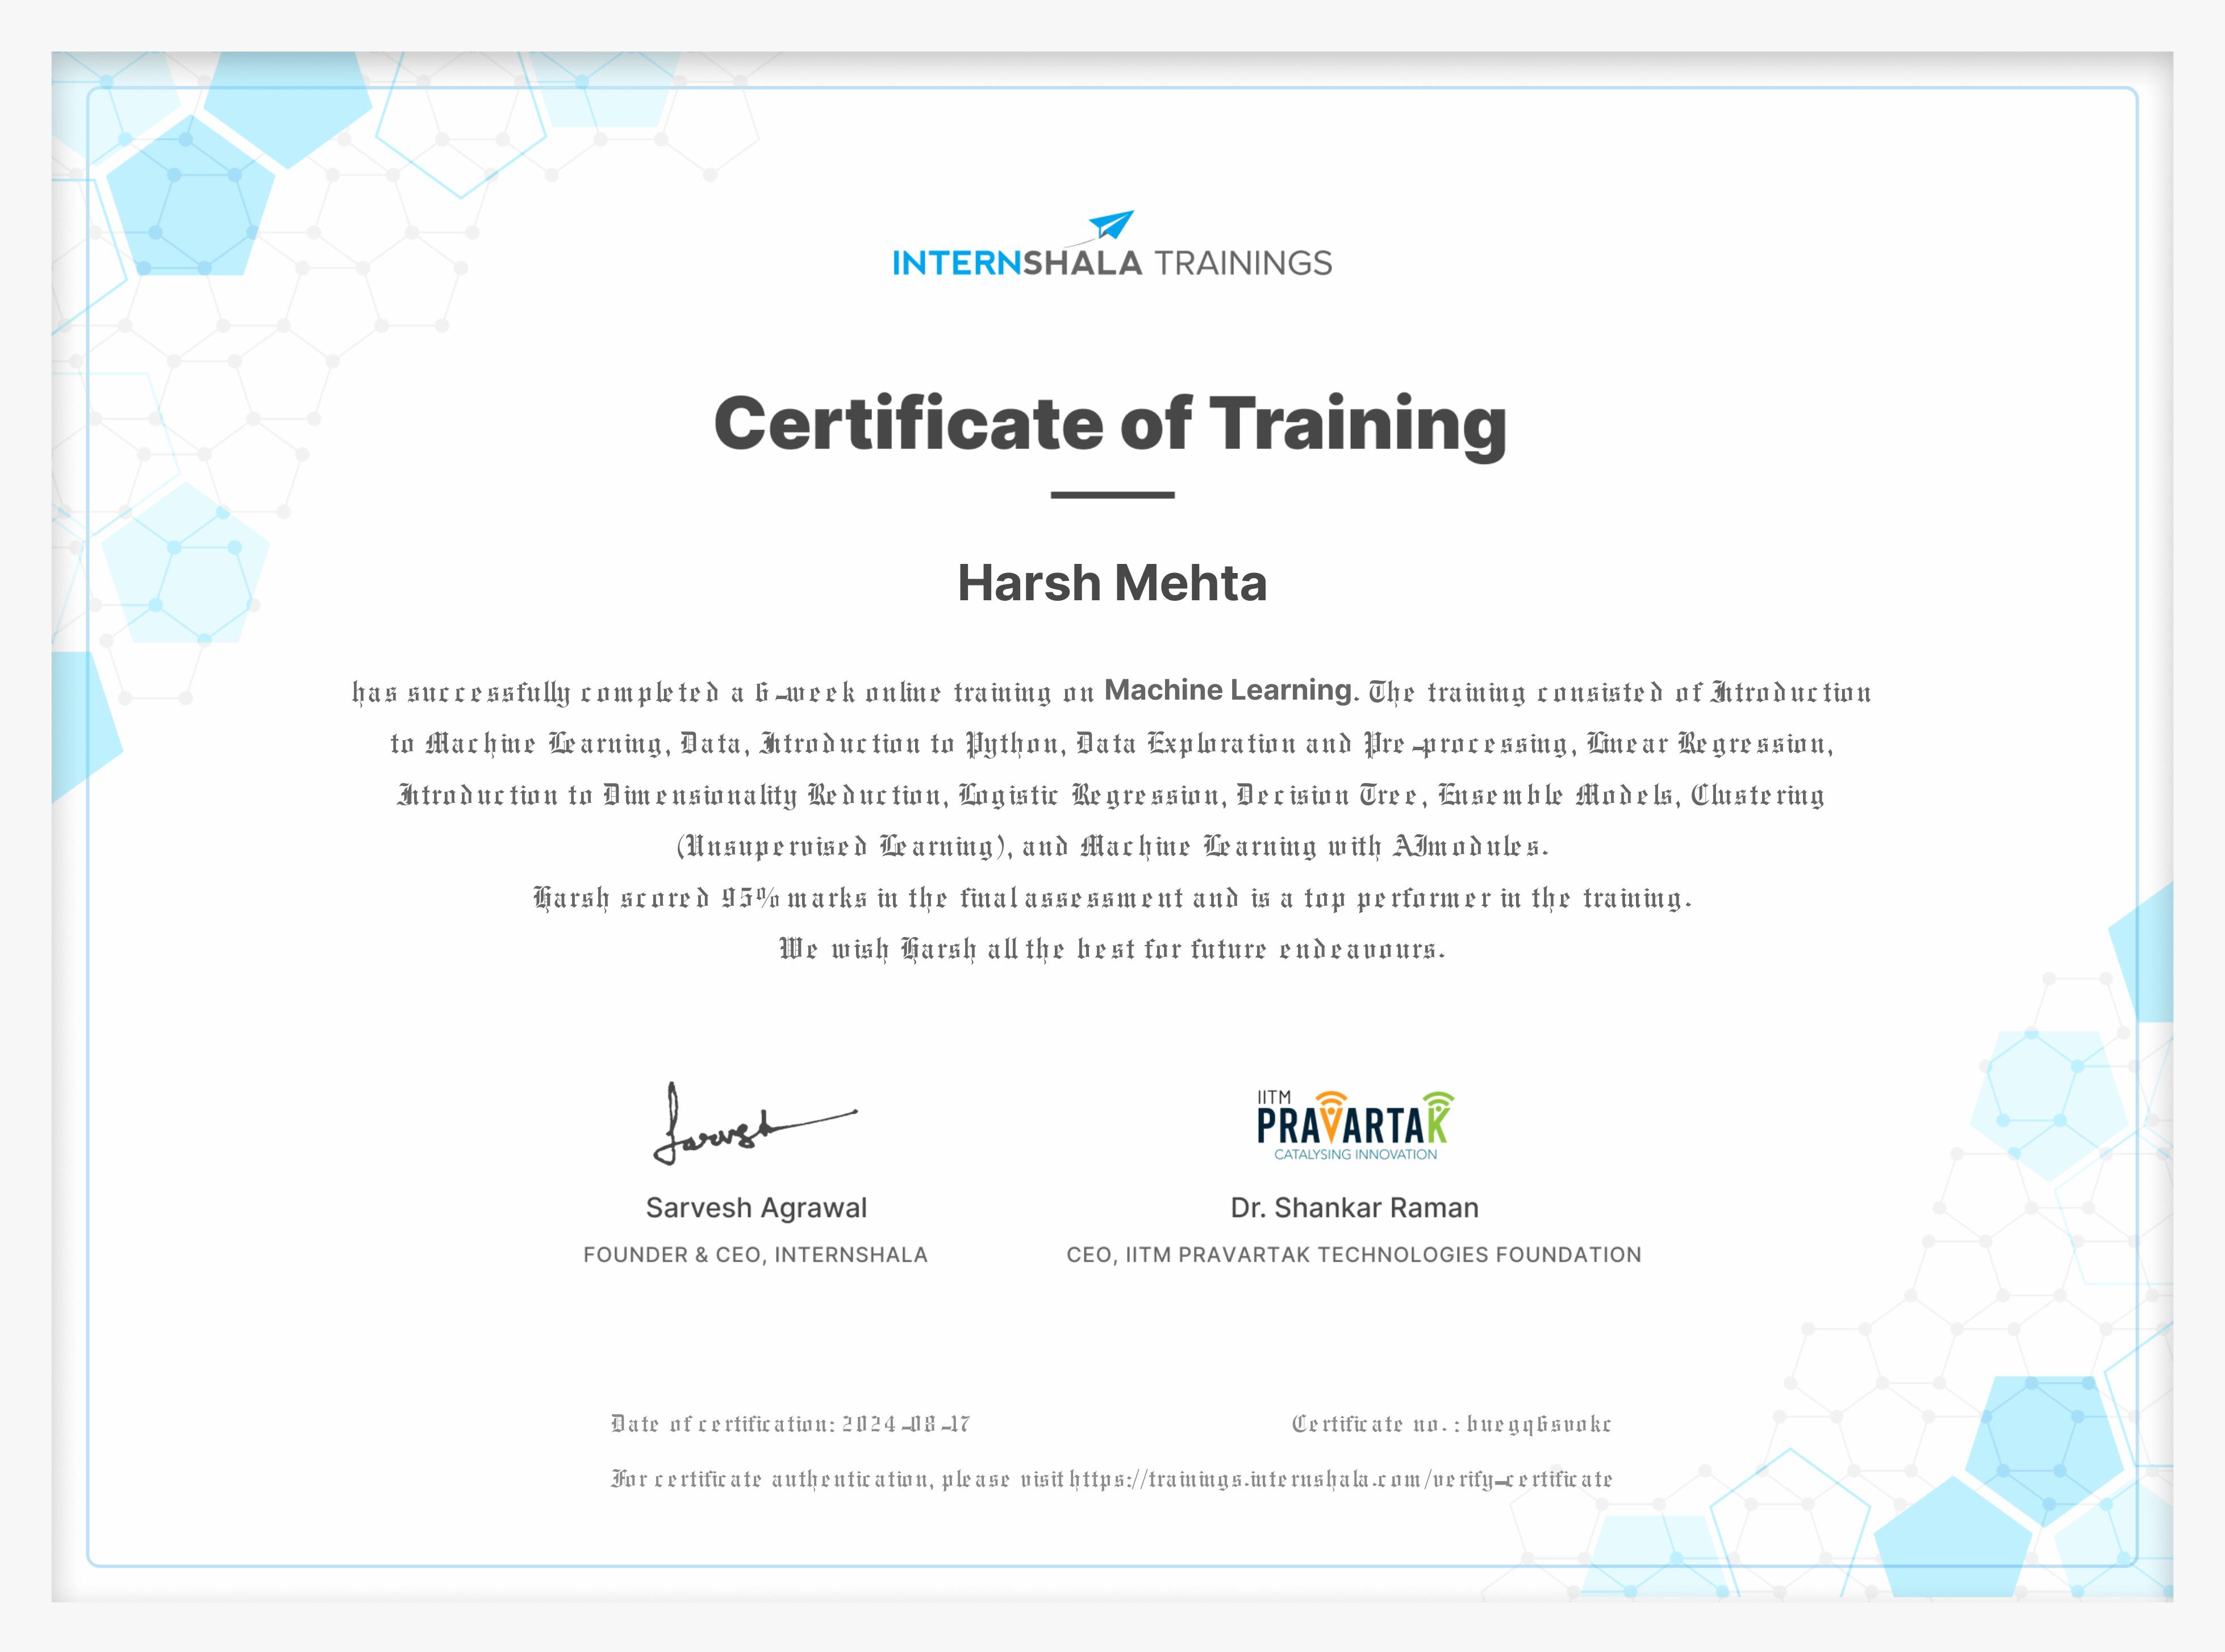 INTERNSHALA TRAININGS
Certificate of Training
Harsh Mehta
has successfully completed a 6-week online training on Machine Learning. The training consisted of Introduction
to Machine Learning, Data, Introduction to Python, Data Exploration and Pre-processing, Linear Regression,
Introduction to Dimensionality Reduction, Logistic Regression, Decision Tree, Ensemble Models, Clustering
(Unsupervised Learning), and Machine Learning with AI modules.
Harsh scored 95% marks in the final assessment and is a top performer in the training.
We wish Harsh all the best for future endeavours.
IITM
PRAVARTAK
CATALYSING INNOVATION
Sarvesh Agrawal
Dr. Shankar Raman
FOUNDER & CEO, INTERNSHALA
CEO, IITM PRAVARTAK TECHNOLOGIES FOUNDATION
Date of certification: 2024-08-17
Certificate no. :
For certificate authentication, please visit https://trainings.internshala.com/verify_certificate